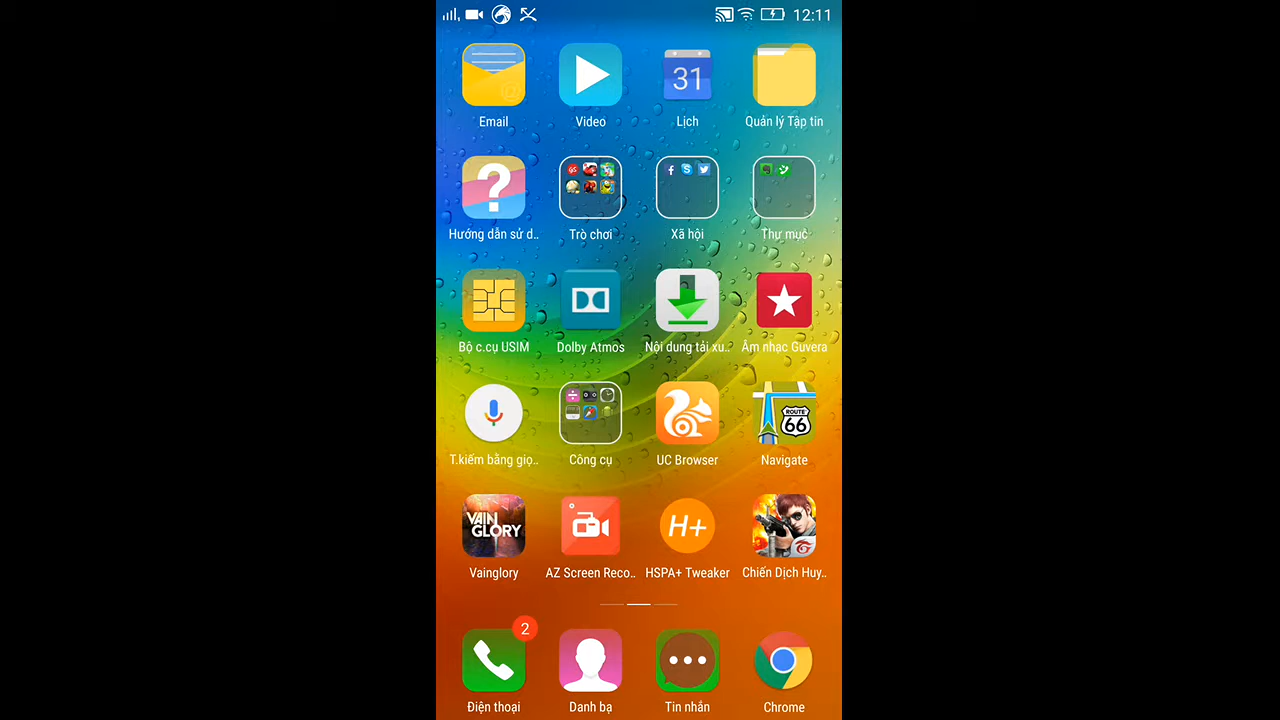 12:11
31
@
Email
Video
Lịch
Quản lý Tập tin
Hướng dẫn sử d..
Trò chơi
Xã hội
Thư mục
Bộ c.cụ USIM
Dolby Atmos
Nội dung tải xu..
Âm nhạc Guvera
ROUTE
66
T.kiếm bằng giọ..
Công cụ
UC Browser
Navigate
VAIN
GLORY
H+
Vainglory
AZ Screen Reco..
HSPA+ Tweaker
Chiến Dịch Huy..
2
Điện thoại
Danh bạ
Tin nhắn
Chrome